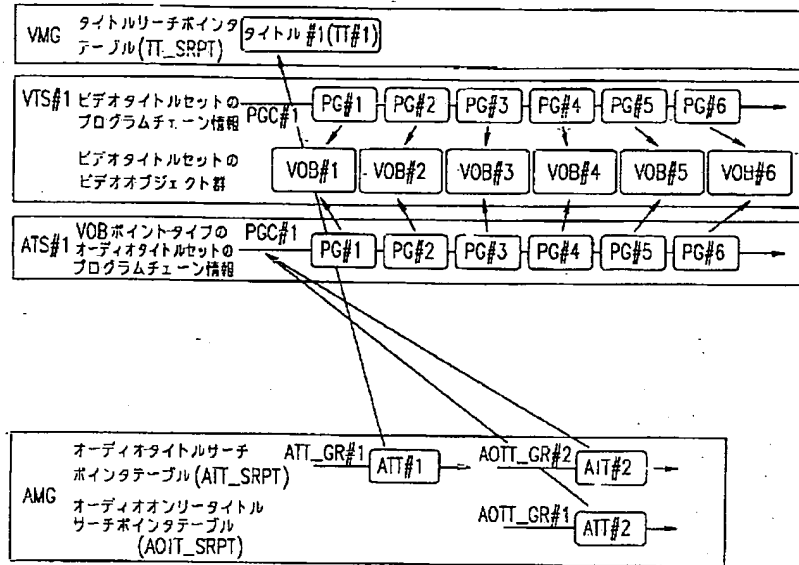 VMG
タイトルリーチポインタ
テーブル(TT_SRPT)
タイトル #1(TT#1)
VTS#1
ビデオタイトルセットの
プログラムチェーン情報
PGC#1
PG#1
PG#2
PG#3
PG#4
PG#5
PG#6
ビデオタイトルセットの
ビデオオブジェクト群
VOB#1
VOB#2
VOB#3
VOB#4
VOB#5
VOB#6
ATS#1
VOBポイントタイプの
オーディオタイトルセットの
プログラムチェーン情報
PGC#1
PG#1
PG#2
PG#3
PG#4
PG#5
PG#6
AMG
オーディオタイトルサーチ
ポインタテーブル(ATT_SRPT)
ATT_GR#1
ATT#1
AOTT_GR#2
ATT#2
オーディオオンリータイトル
サーチポインタテーブル
(AOTT_SRPT)
AOTT_GR#1
ATT#2